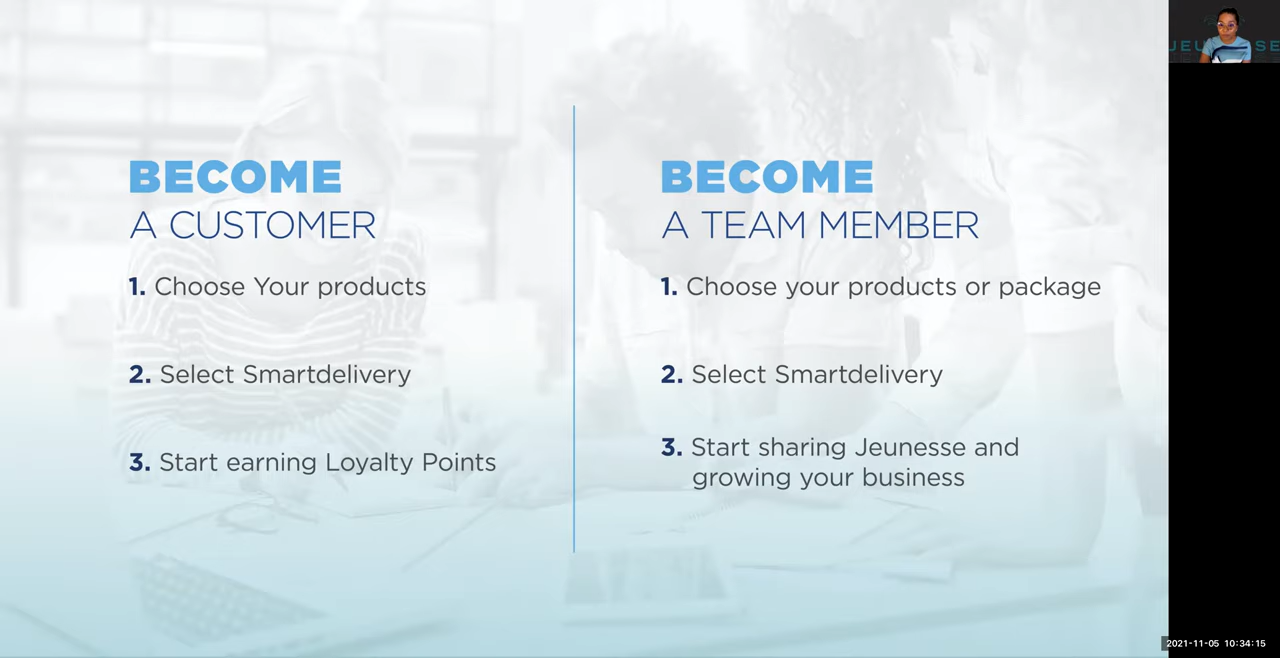 BECOME
A CUSTOMER
1. Choose Your products
2. Select Smartdelivery
3. Start earning Loyalty Points
BECOME
A TEAM MEMBER
1. Choose your products or package
2. Select Smartdelivery
3. Start sharing Jeunesse and
growing your business
JEU SE
2021-11-05 10:34:15